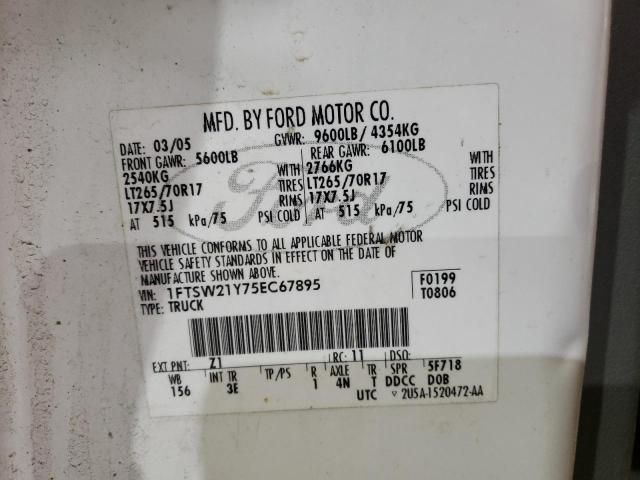 MFD. BY FORD MOTOR CO.
DATE: 03/05 GVWR: 9600LB/ 4354KG
FRONT GAWR: 5600LB REAR GAWR: 6100LB
2540KG WITH 2766KG WITH
LT265/70R17 TIRES LT265/70R17 TIRES
17X7.5J RIMS 17X7.5J RIMS
AT 515 kPa/75 PSI COLD AT 515 kPa/75 PSI COLD
Ford
THIS VEHICLE CONFORMS TO ALL APPLICABLE FEDERAL MOTOR
VEHICLE SAFETY STANDARDS IN EFFECT ON THE DATE OF
MANUFACTURE SHOWN ABOVE.
VIN: 1FTSW21Y75EC67895 F0199
TYPE: TRUCK T0806
EXT PNT: Z1 RC: 11 DSO:
WB INT TR TP/PS R AXLE TR SPR 5F718
156 3E 1 4N T DDCC DOB
UTC ▽ 2U5A-1520472-AA